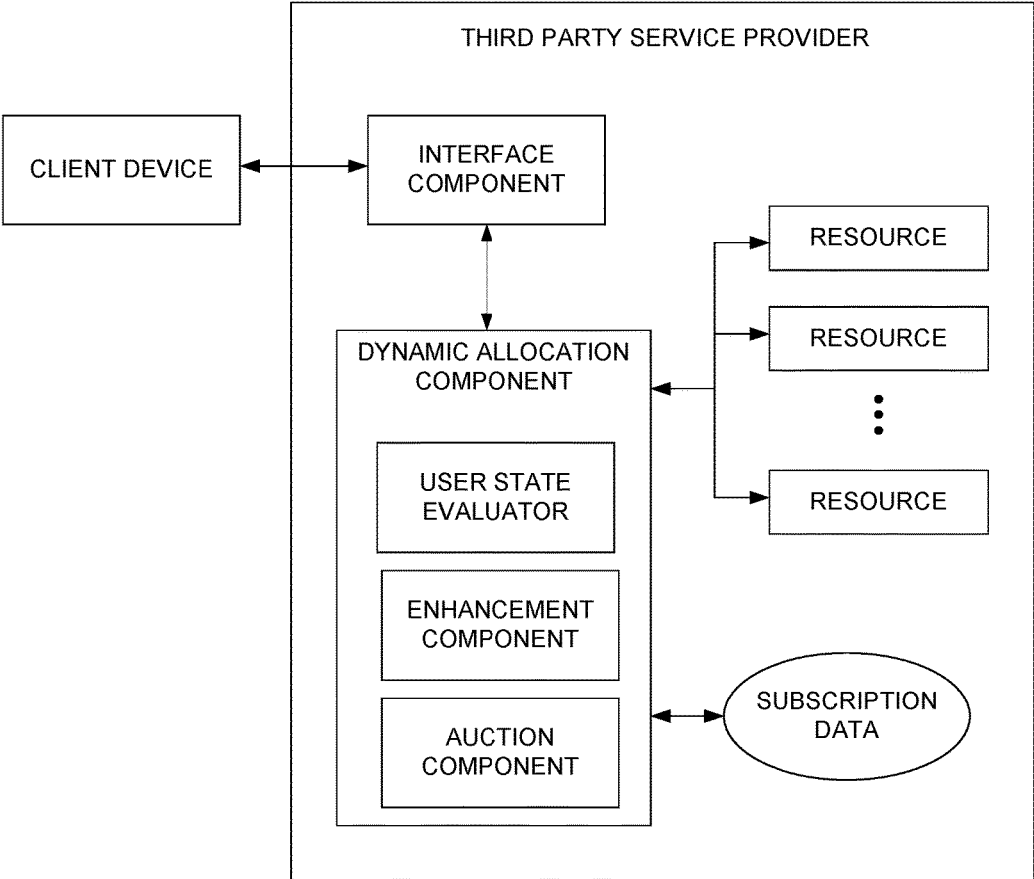 THIRD PARTY SERVICE PROVIDER
CLIENT DEVICE
INTERFACE
COMPONENT
RESOURCE
RESOURCE
RESOURCE
DYNAMIC ALLOCATION
COMPONENT
USER STATE
EVALUATOR
ENHANCEMENT
COMPONENT
AUCTION
COMPONENT
SUBSCRIPTION
DATA